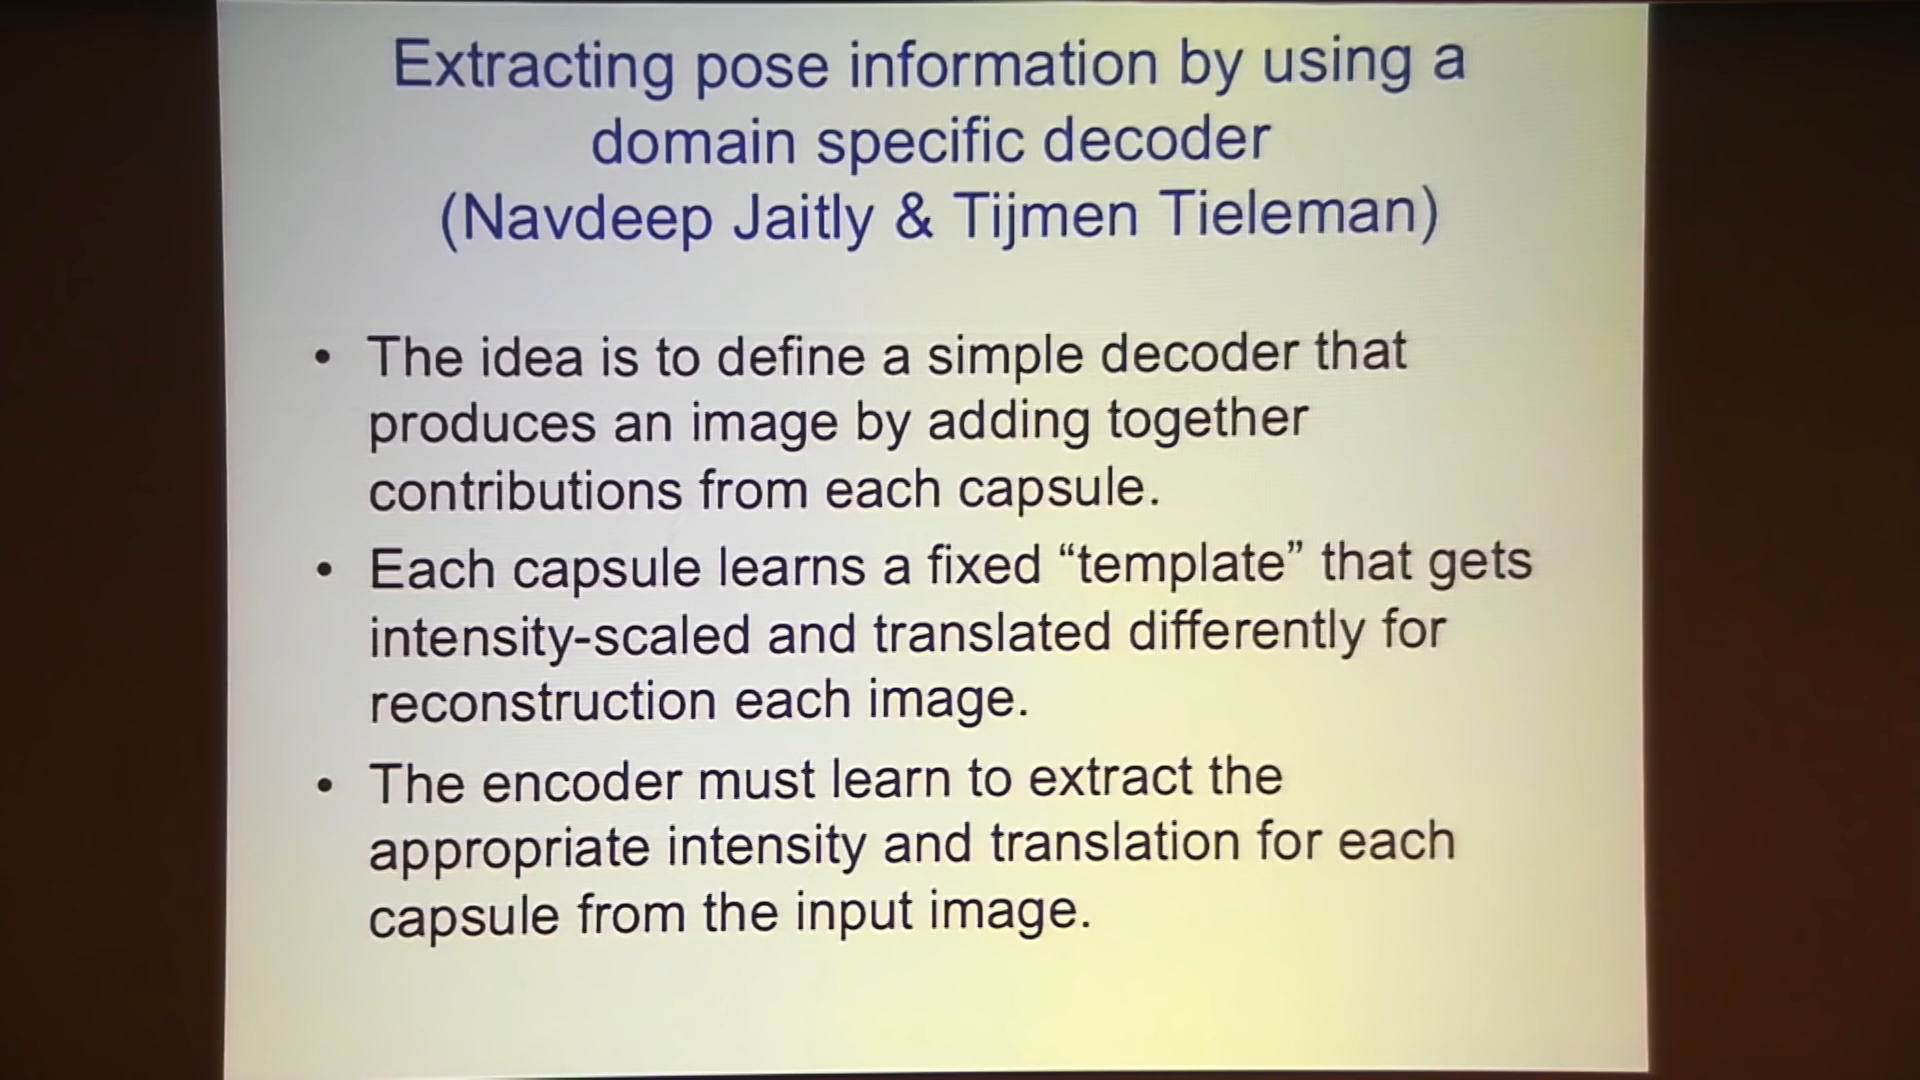 Extracting pose information by using a
domain specific decoder
(Navdeep Jaitly & Tijmen Tieleman)
• The idea is to define a simple decoder that
produces an image by adding together
contributions from each capsule.
• Each capsule learns a fixed “template” that gets
intensity-scaled and translated differently for
reconstruction each image.
• The encoder must learn to extract the
appropriate intensity and translation for each
capsule from the input image.